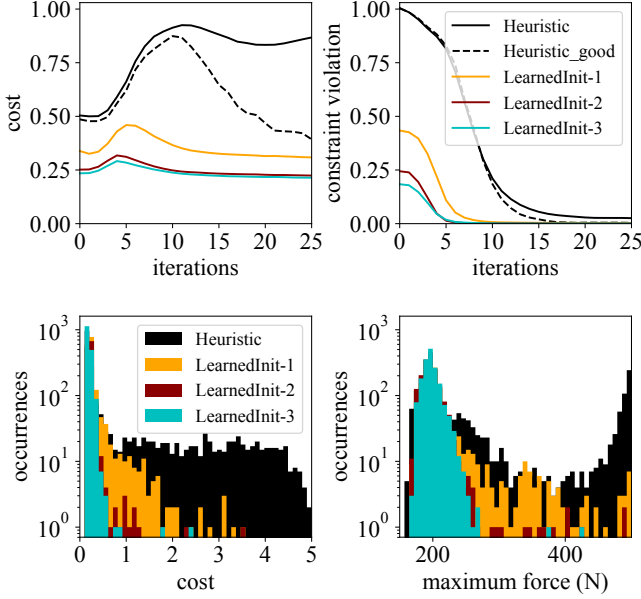 cost
1.00
0.75
0.50
0.25
0.00
0 5 10 15 20 25
iterations
constraint violation
1.00
0.75
0.50
0.25
0.00
Heuristic
Heuristic_good
LearnedInit-1
LearnedInit-2
LearnedInit-3
0 5 10 15 20 25
iterations
occurrences
10³
10²
10¹
10⁰
Heuristic
LearnedInit-1
LearnedInit-2
LearnedInit-3
0 1 2 3 4 5
cost
occurrences
10³
10²
10¹
10⁰
200 400
maximum force (N)